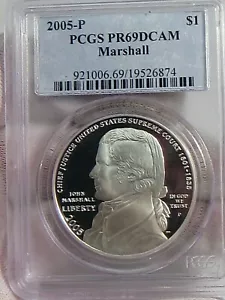 2005-P $1
PCGS PR69DCAM
Marshall
921006.69/19526874
CHIEF JUSTICE UNITED STATES SUPREME COURT 1801-1835
JOHN
MARSHALL
LIBERTY
IN GOD
WE
TRUST
P
2005